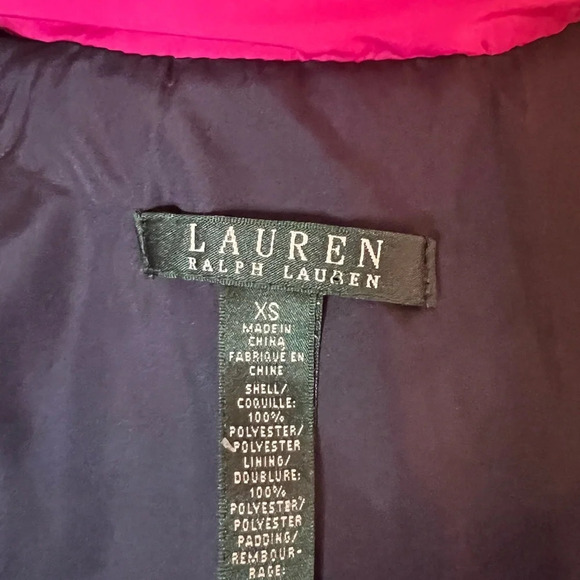 LAUREN
RALPH LAUREN
XS
MADE IN
CHINA
FABRIQUÉ EN
CHINE
SHELL/
COQUILLE:
100%
POLYESTER/
POLYESTER
LINING/
DOUBLURE:
100%
POLYESTER/
POLYESTER
PADDING/
REMBOUR-
RAGE: